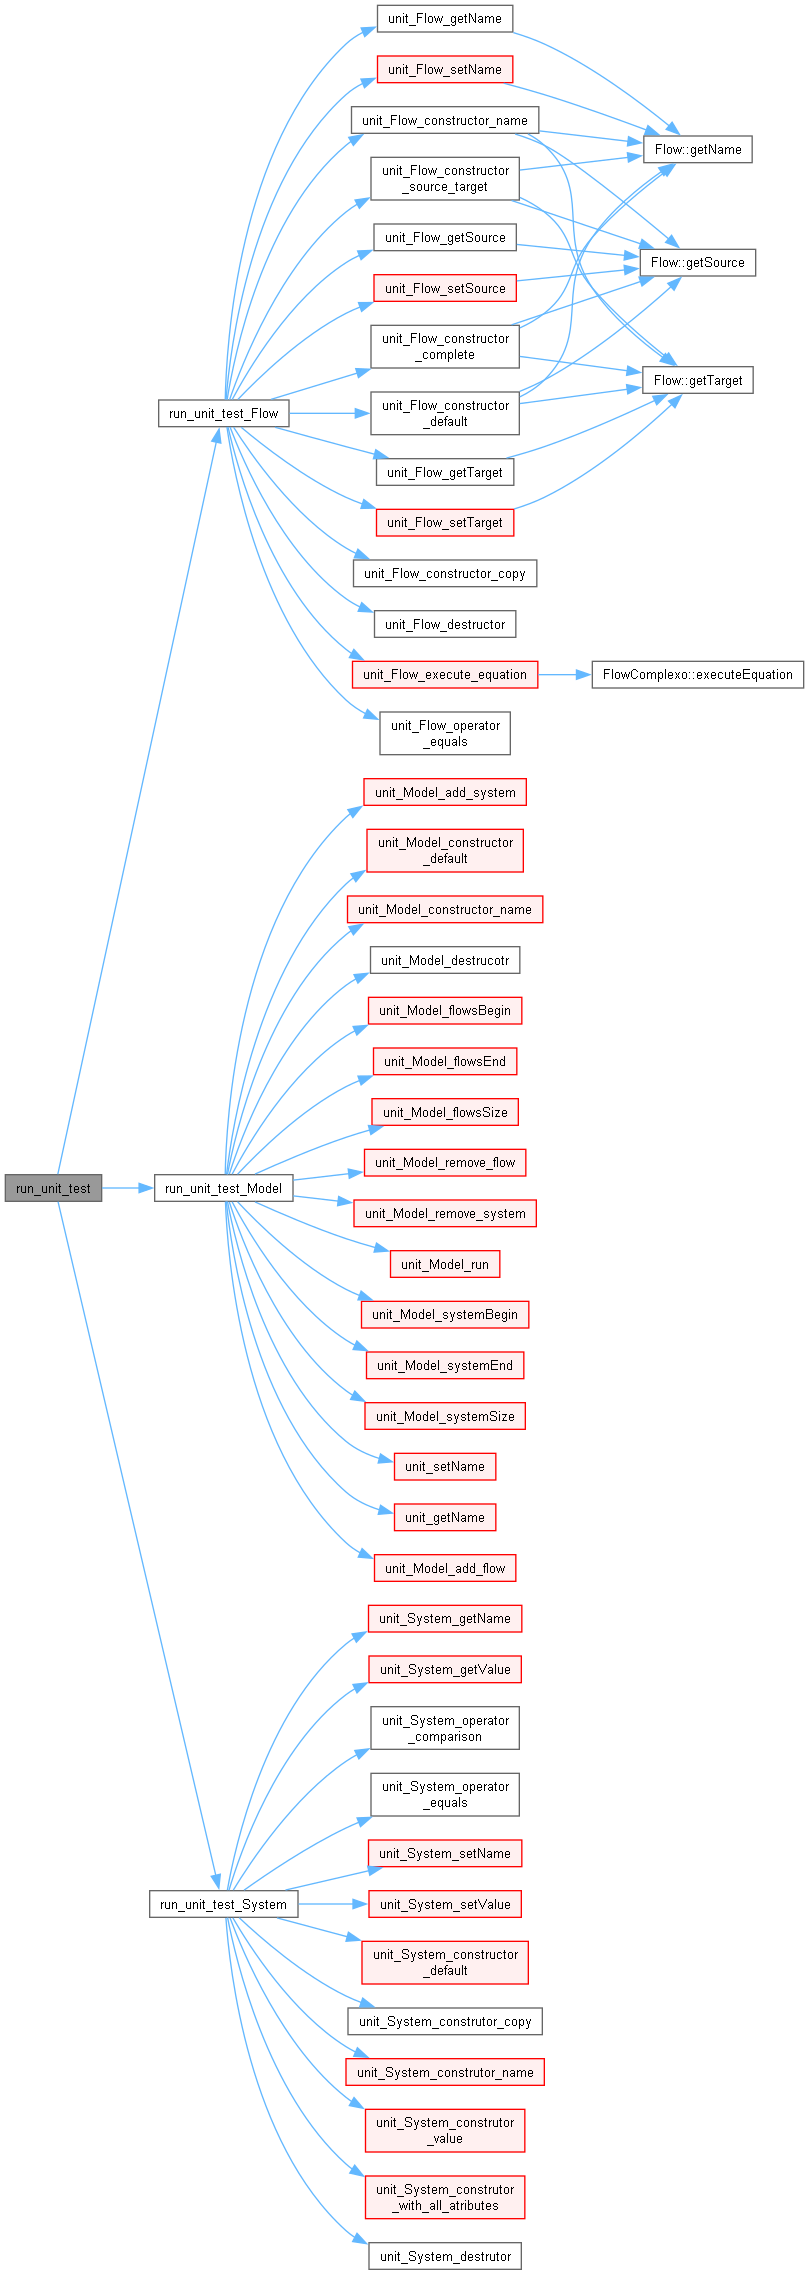 unit_Flow_getName
unit_Flow_setName
unit_Flow_constructor_name
Flow::getName
unit_Flow_constructor
_source_target
unit_Flow_getSource
Flow::getSource
unit_Flow_setSource
unit_Flow_constructor
_complete
Flow::getTarget
unit_Flow_constructor
_default
run_unit_test_Flow
unit_Flow_getTarget
unit_Flow_setTarget
unit_Flow_constructor_copy
unit_Flow_destructor
unit_Flow_execute_equation
FlowComplexo::executeEquation
unit_Flow_operator
_equals
unit_Model_add_system
unit_Model_constructor
_default
unit_Model_constructor_name
unit_Model_destrucotr
unit_Model_flowsBegin
unit_Model_flowsEnd
unit_Model_flowsSize
unit_Model_remove_flow
run_unit_test
run_unit_test_Model
unit_Model_remove_system
unit_Model_run
unit_Model_systemBegin
unit_Model_systemEnd
unit_Model_systemSize
unit_setName
unit_getName
unit_Model_add_flow
unit_System_getName
unit_System_getValue
unit_System_operator
_comparison
unit_System_operator
_equals
unit_System_setName
run_unit_test_System
unit_System_setValue
unit_System_constructor
_default
unit_System_construtor_copy
unit_System_construtor_name
unit_System_construtor
_value
unit_System_construtor
_with_all_atributes
unit_System_destrutor